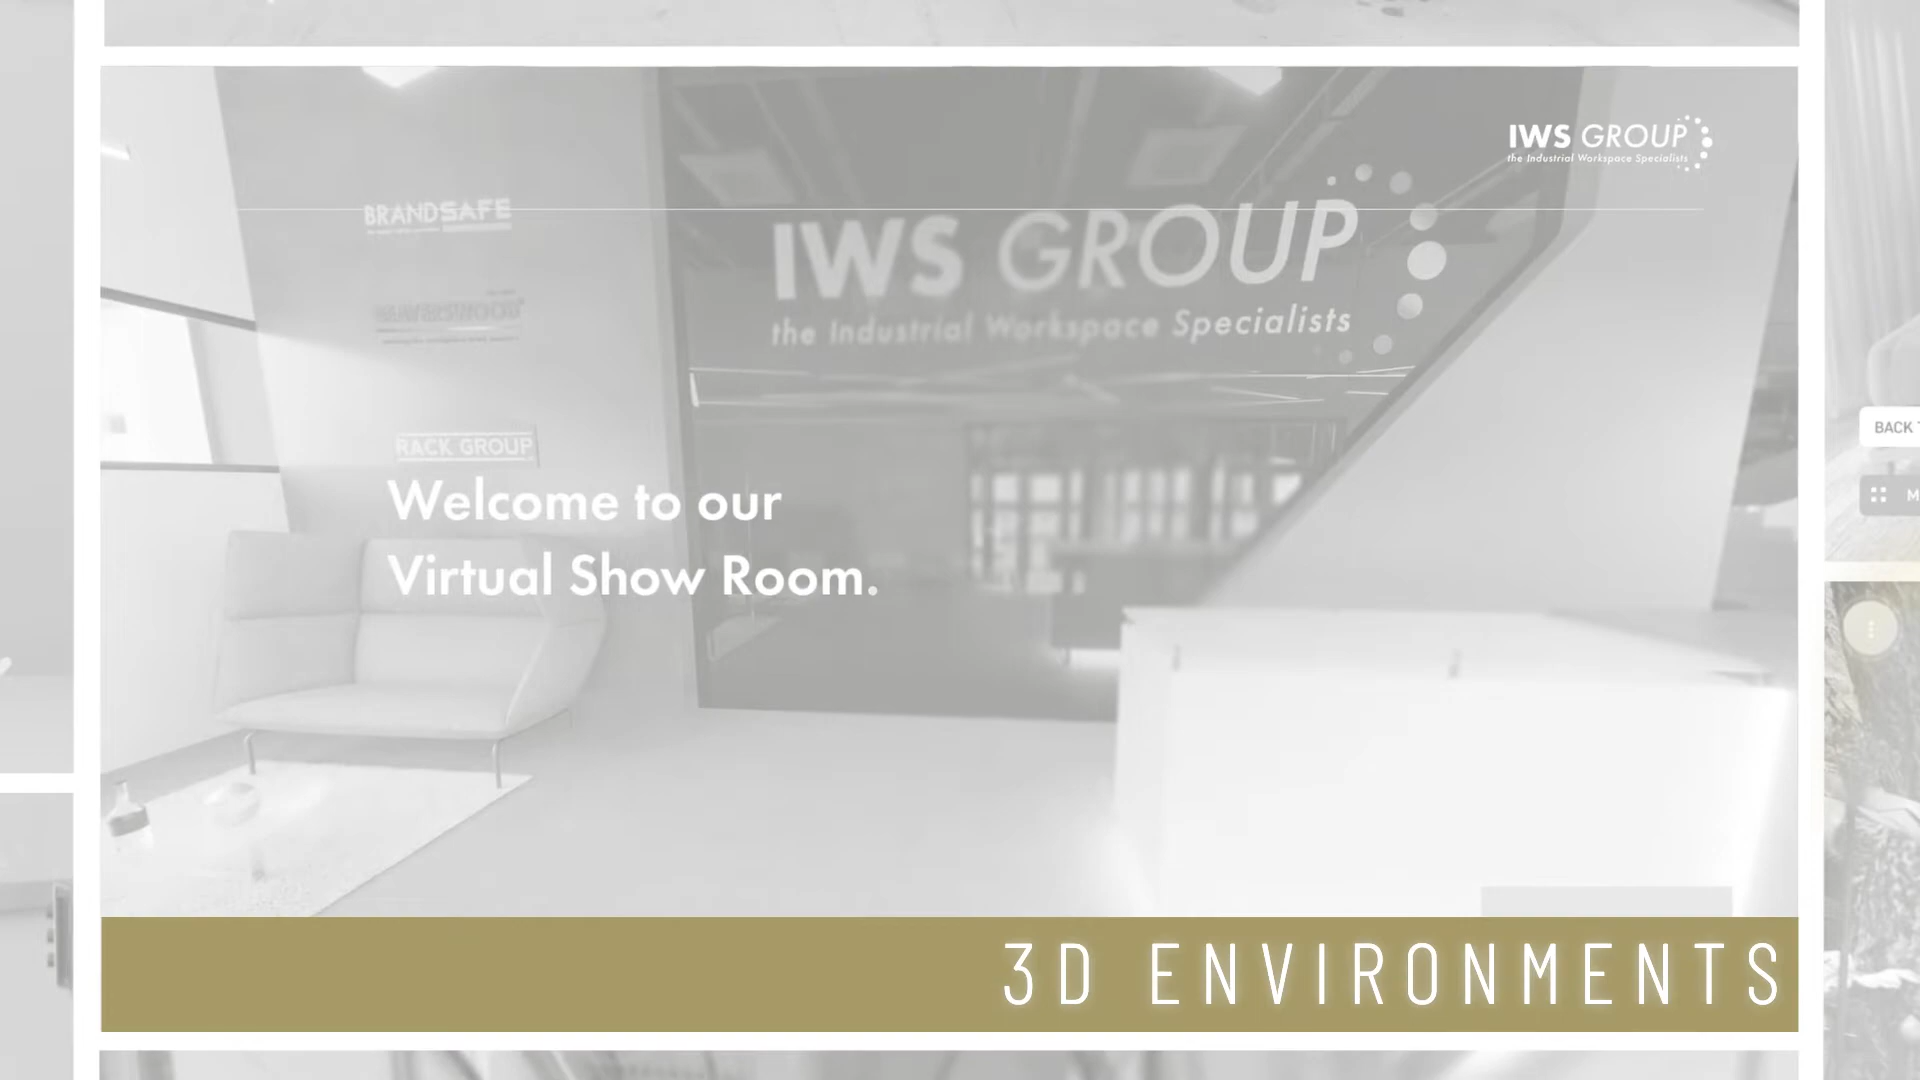 IWS GROUP
the Industrial Workspace Specialists
BRANDSAFE
IWS GROUP
the Industrial Workspace Specialists
RACK GROUP
Welcome to our
Virtual Show Room.
BACK
M
3D ENVIRONMENTS